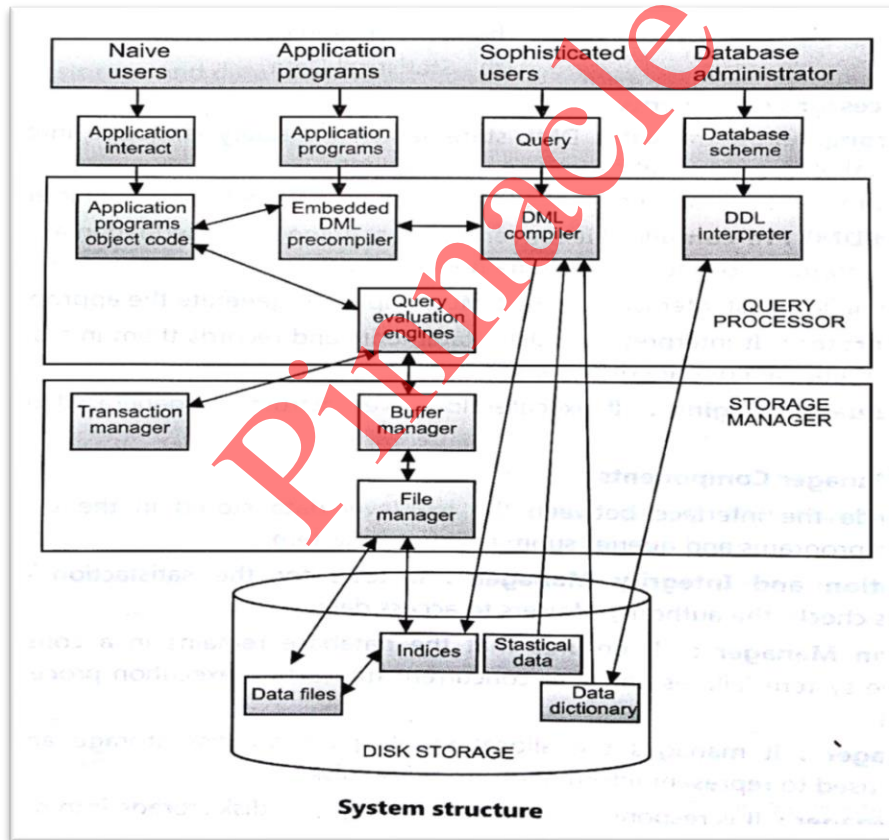 Naive users
Application programs
Sophisticated users
Database administrator
Application interact
Application programs
Query
Database scheme
Application programs object code
Embedded DML precompiler
DML compiler
DDL interpreter
Query evaluation engines
QUERY PROCESSOR
Transaction manager
Buffer manager
STORAGE MANAGER
File manager
Indices
Stastical data
Data files
Data dictionary
DISK STORAGE
System structure
Pinnacle